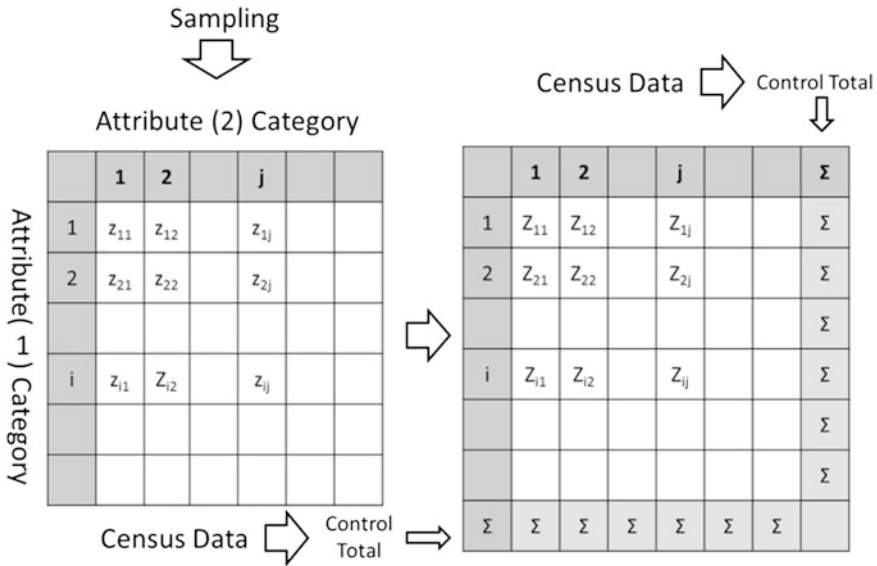 Sampling
Attribute (2) Category
Attribute(1) Category
1 2 j
1 z11 z12 z1j
2 z21 z22 z2j
i zi1 Zi2 zij
Census Data
Control
Total
Census Data
Control Total
1 2 j Σ
1 Z11 Z12 Z1j Σ
2 Z21 Z22 Z2j Σ
Σ
i Zi1 Zi2 Zij Σ
Σ
Σ
Σ Σ Σ Σ Σ Σ Σ